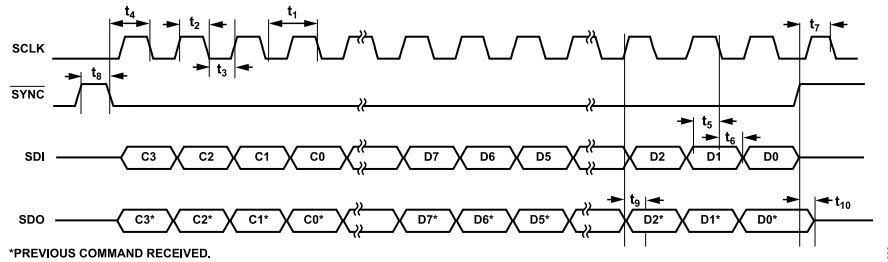 t4 t2 t1 t7
SCLK
t3
t8
SYNC
t5 t6
SDI C3 C2 C1 C0 D7 D6 D5 D2 D1 D0
t9 t10
SDO C3* C2* C1* C0* D7* D6* D5* D2* D1* D0*
*PREVIOUS COMMAND RECEIVED.